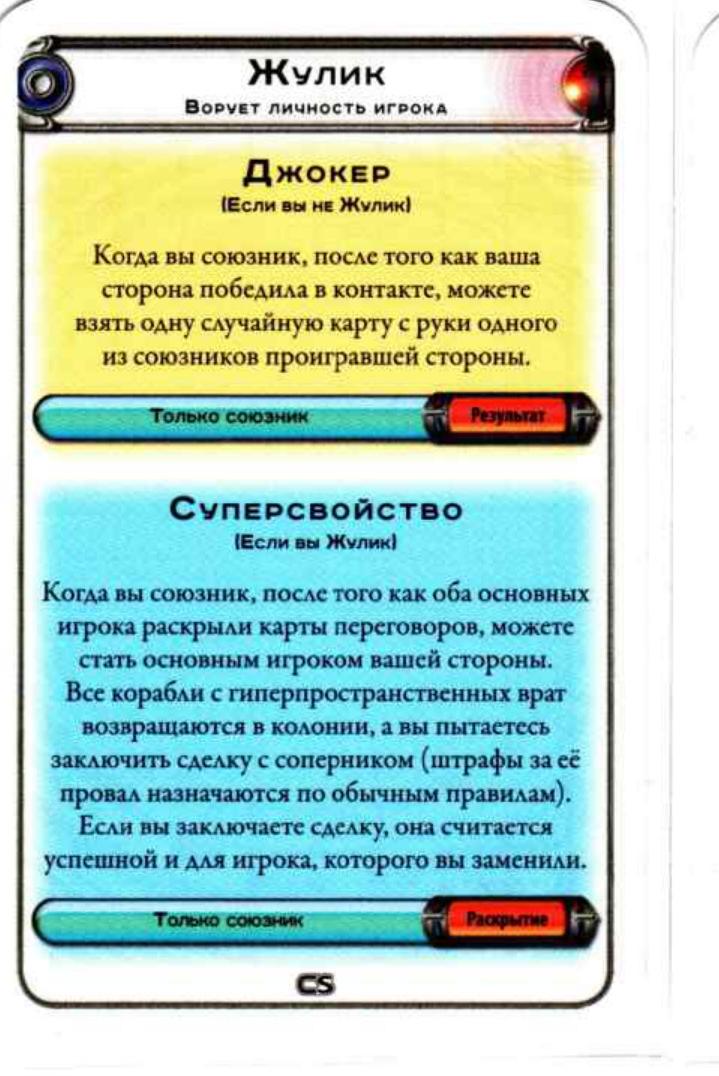 Жулик
Ворует личность игрока
Джокер
(Если вы не Жулик)
Когда вы союзник, после того как ваша
сторона победила в контакте, можете
взять одну случайную карту с руки одного
из союзников проигравшей стороны.
Только союзник
Результат
Суперсвойство
(Если вы Жулик)
Когда вы союзник, после того как оба основных
игрока раскрыли карты переговоров, можете
стать основным игроком вашей стороны.
Все корабли с гиперпространственных врат
возвращаются в колонии, а вы пытаетесь
заключить сделку с соперником (штрафы за её
провал назначаются по обычным правилам).
Если вы заключаете сделку, она считается
успешной и для игрока, которого вы заменили.
Только союзник
Раскрытие
CS